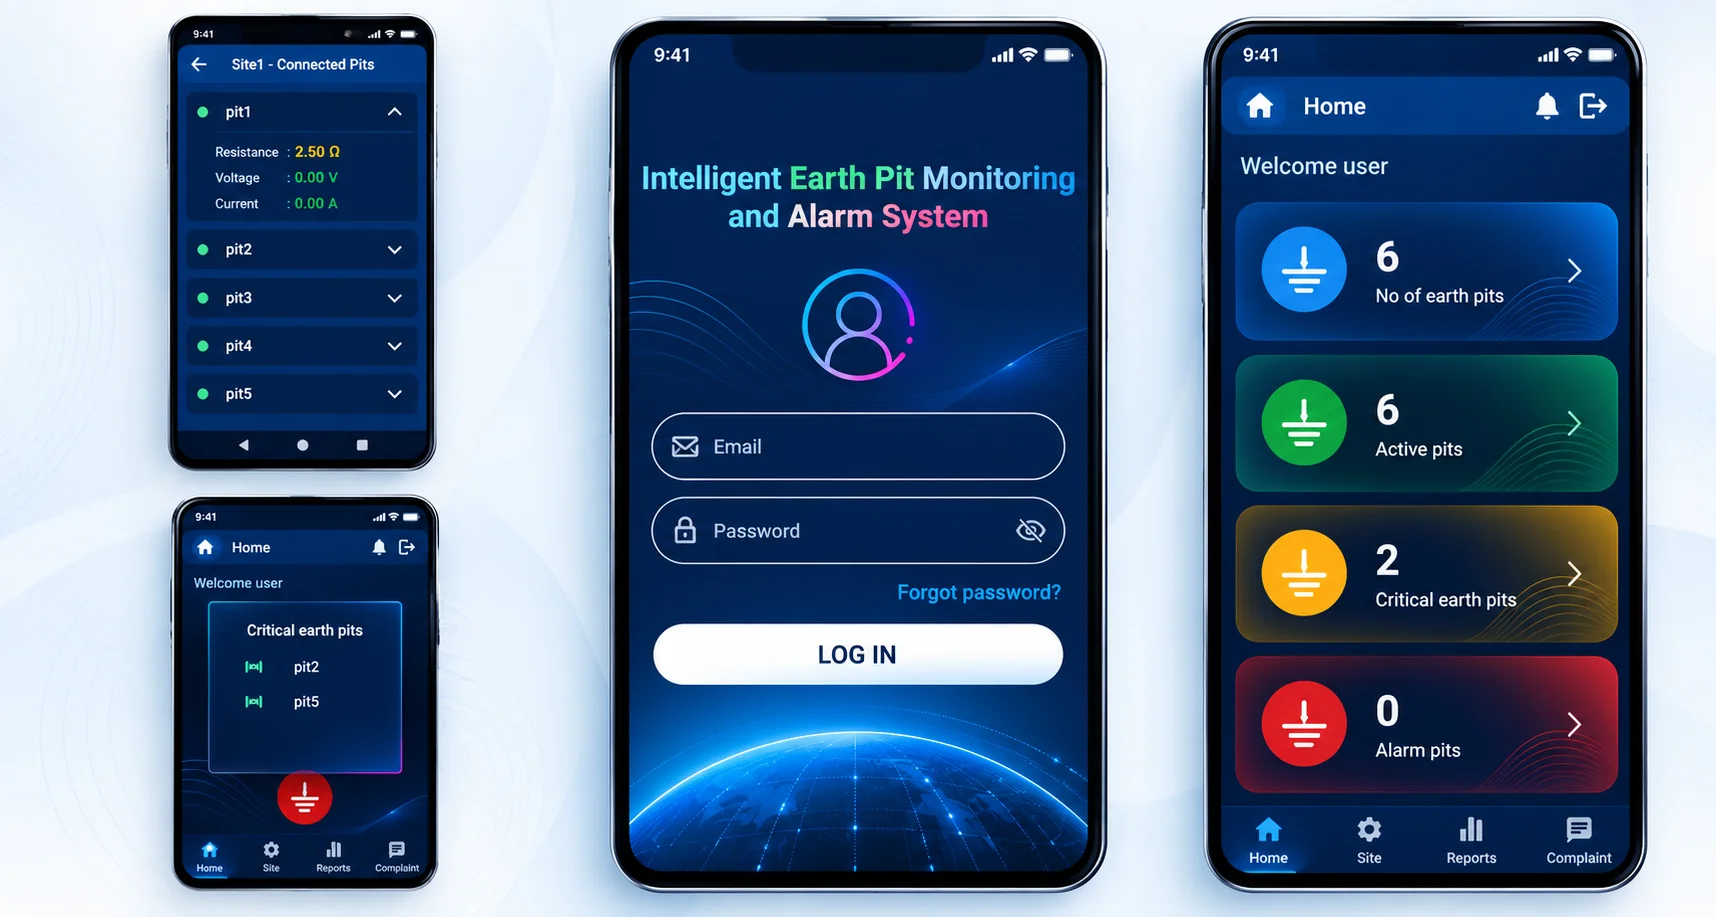 9:41
Site1 - Connected Pits
pit1
Resistance : 2.50 Ω
Voltage : 0.00 V
Current : 0.00 A
pit2
pit3
pit4
pit5
9:41
Home
Welcome user
Critical earth pits
pit2
pit5
Home Site Reports Complaint
9:41
Intelligent Earth Pit Monitoring
and Alarm System
Email
Password
Forgot password?
LOG IN
9:41
Home
Welcome user
6
No of earth pits
6
Active pits
2
Critical earth pits
0
Alarm pits
Home Site Reports Complaint